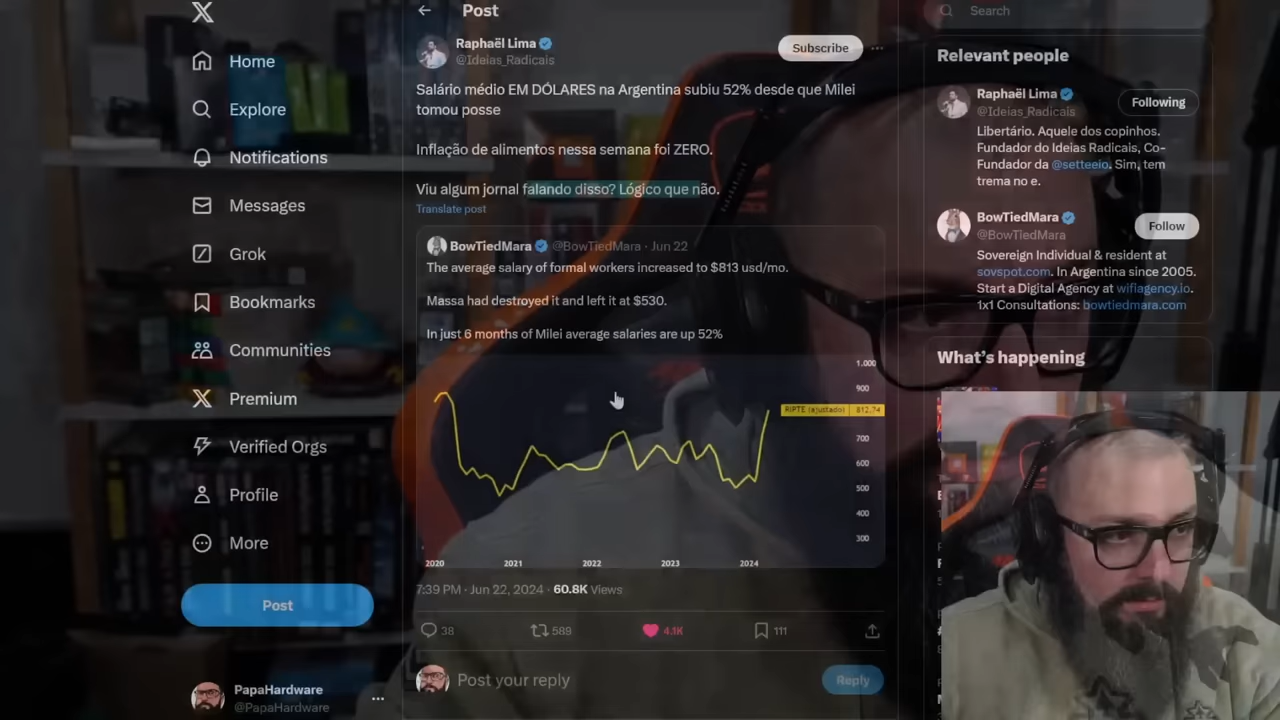 Home
Explore
Notifications
Messages
Grok
Bookmarks
Communities
Premium
Verified Orgs
Profile
More
Post
PapaHardware
@PapaHardware
Post
Raphaël Lima
@Ideias_Radicais
Subscribe
Salário médio EM DÓLARES na Argentina subiu 52% desde que Milei
tomou posse
Inflação de alimentos nessa semana foi ZERO.
Viu algum jornal falando disso? Lógico que não.
Translate post
BowTiedMara @BowTiedMara · Jun 22
The average salary of formal workers increased to $813 usd/mo.
Massa had destroyed it and left it at $530.
In just 6 months of Milei average salaries are up 52%
1.000
900
RIPTE (ajustado) 812,74
700
600
500
400
300
2020 2021 2022 2023 2024
7:39 PM · Jun 22, 2024 · 60.8K Views
38 589 4.1K 111
Post your reply
Reply
Search
Relevant people
Raphaël Lima
@Ideias_Radicais
Following
Libertário. Aquele dos copinhos.
Fundador do Ideias Radicais, Co-
Fundador da @setteeio. Sim, tem
trema no e.
BowTiedMara
@BowTiedMara
Follow
Sovereign Individual & resident at
sovspot.com. In Argentina since 2005.
Start a Digital Agency at wifiagency.io.
1x1 Consultations: bowtiedmara.com
What's happening